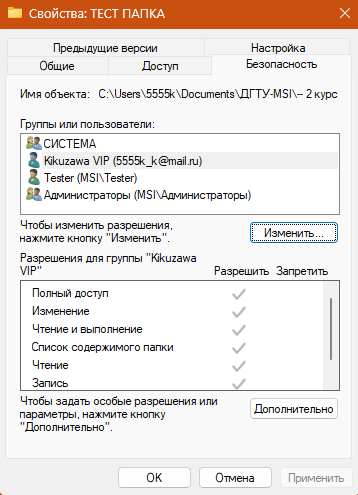 Свойства: ТЕСТ ПАПКА
Предыдущие версии
Настройка
Общие
Доступ
Безопасность
Имя объекта: C:\Users\5555k\Documents\ДГТУ-MSI\-- 2 курс
Группы или пользователи:
СИСТЕМА
Kikuzawa VIP (5555k_k@mail.ru)
Tester (MSI\Tester)
Администраторы (MSI\Администраторы)
Чтобы изменить разрешения,
нажмите кнопку "Изменить".
Изменить...
Разрешения для группы "Kikuzawa
VIP"
Разрешить
Запретить
Полный доступ
Изменение
Чтение и выполнение
Список содержимого папки
Чтение
Запись
Чтобы задать особые разрешения или
параметры, нажмите кнопку
"Дополнительно".
Дополнительно
ОК
Отмена
Применить